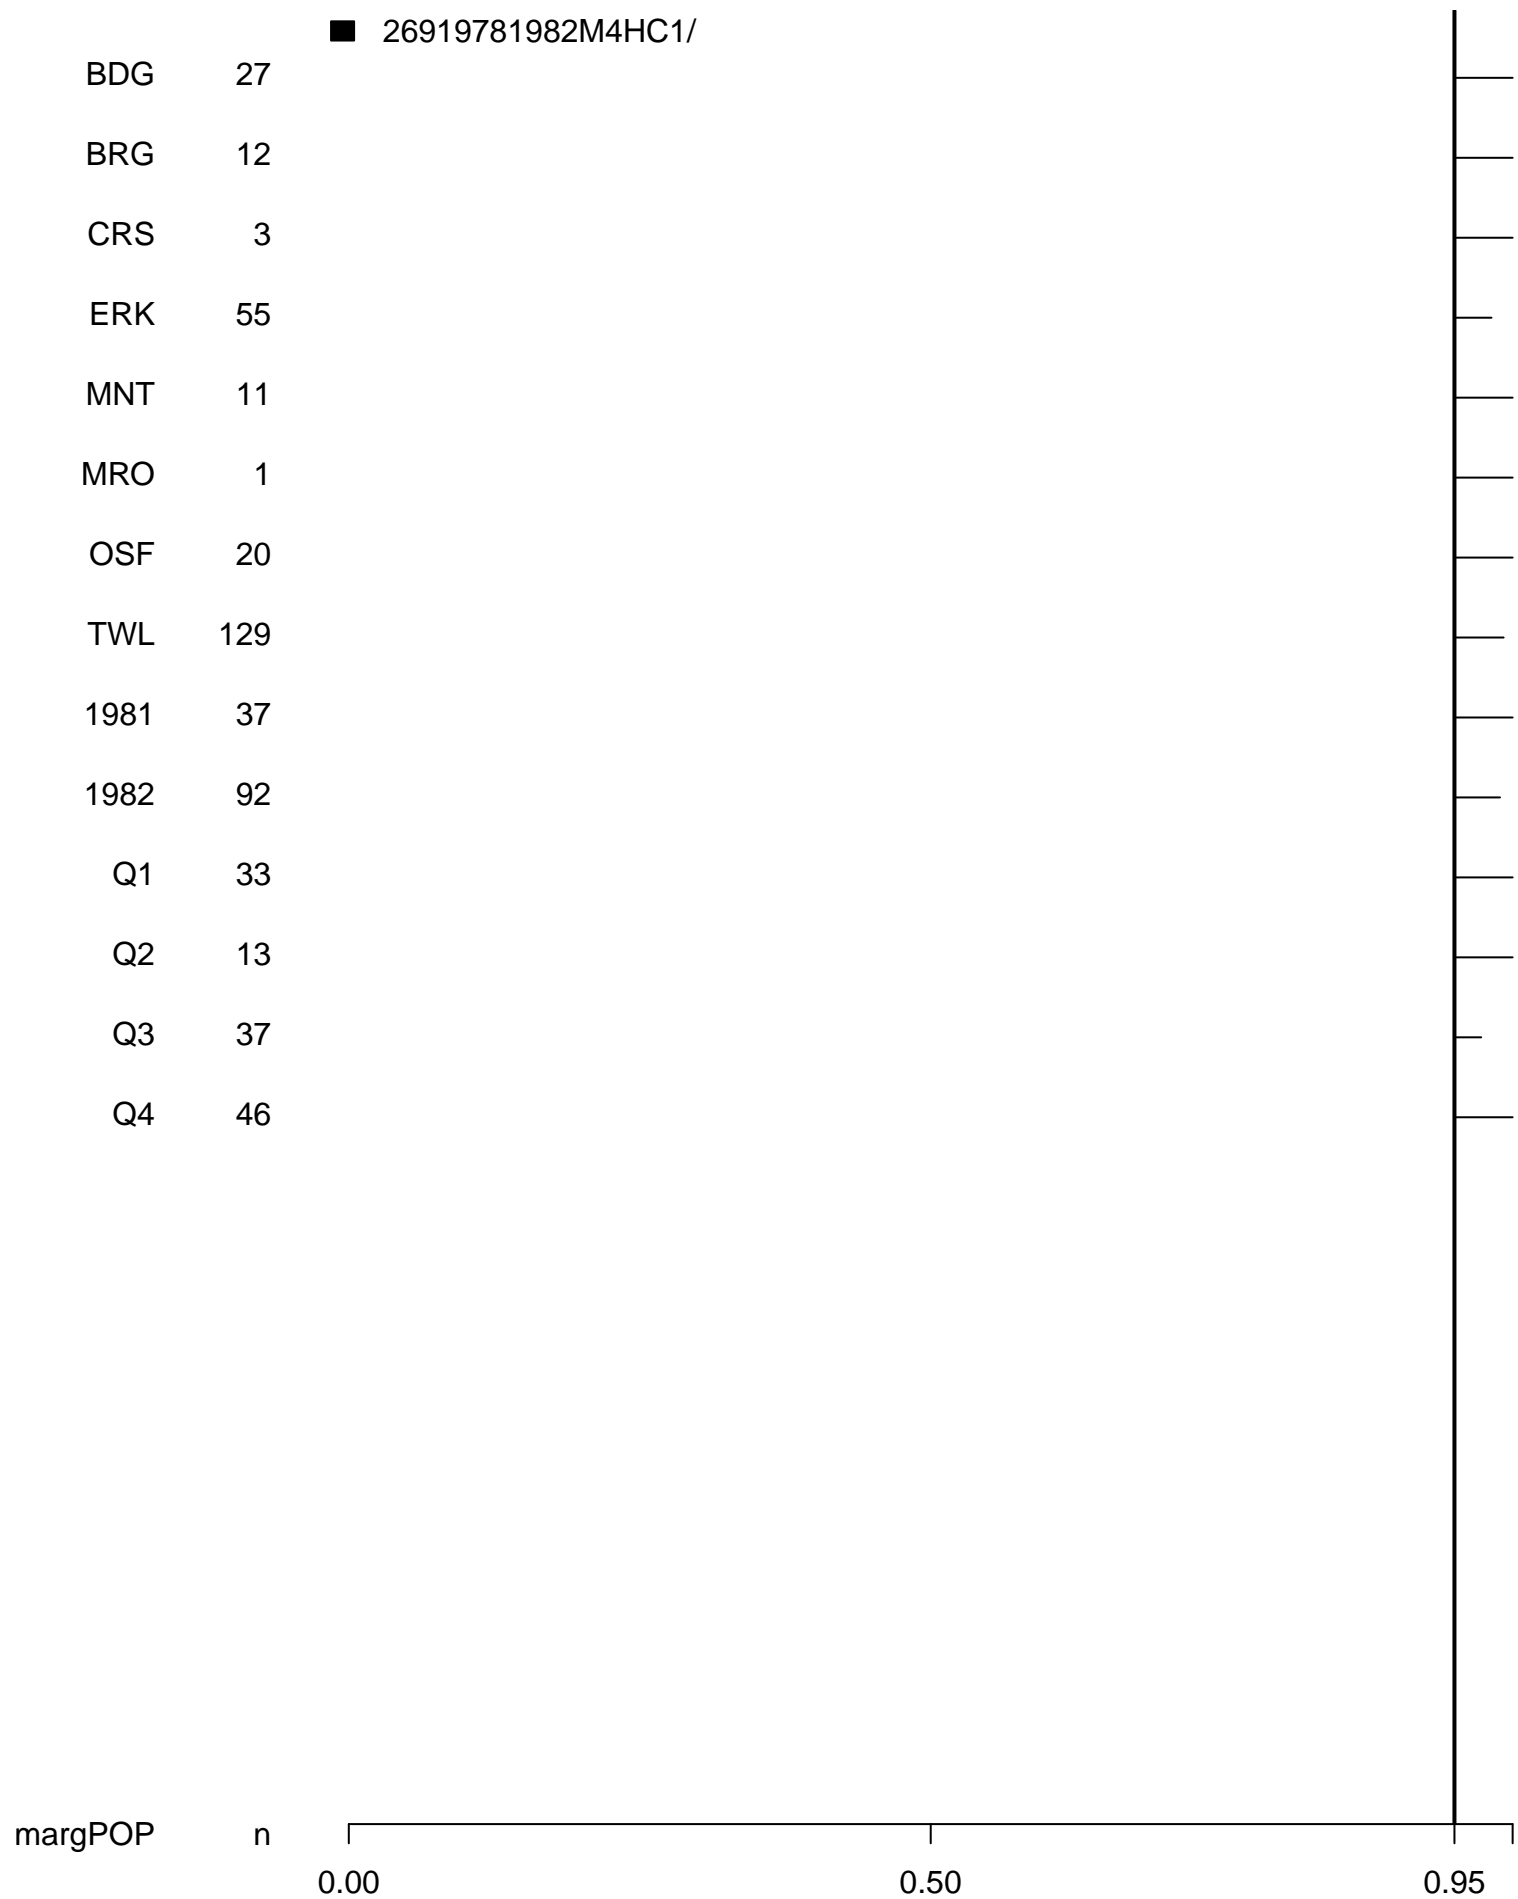 26919781982M4HC1/
BDG 27
BRG 12
CRS 3
ERK 55
MNT 11
MRO 1
OSF 20
TWL 129
1981 37
1982 92
Q1 33
Q2 13
Q3 37
Q4 46
margPOP n
0.00 0.50 0.95